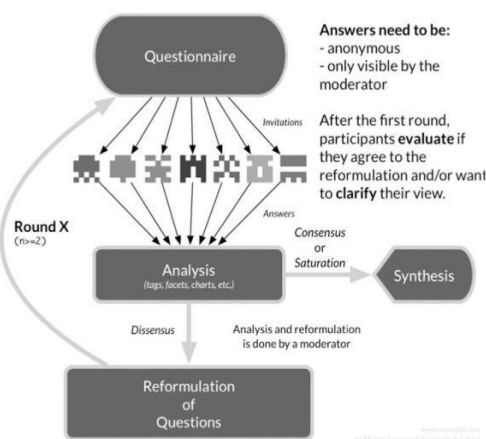 Questionnaire
Answers need to be:
- anonymous
- only visible by the
moderator
Invitations
After the first round,
participants evaluate if
they agree to the
reformulation and/or want
to clarify their view.
Answers
Round X
(n>=2)
Consensus
or
Saturation
Analysis
(tags, facets, charts, etc.)
Synthesis
Dissensus
Analysis and reformulation
is done by a moderator
Reformulation
of
Questions